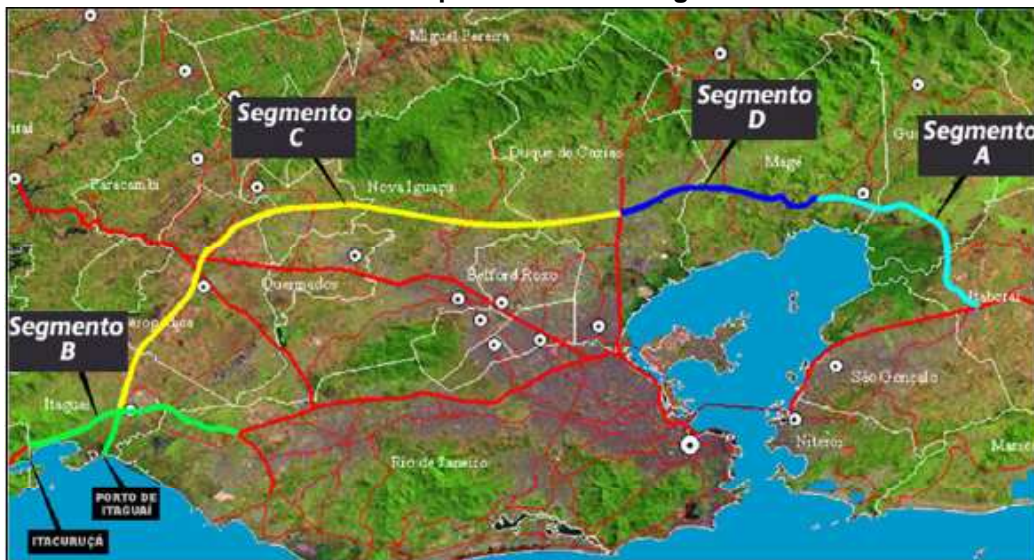 Miguel Pereira
Segmento
D
Segmento
C
Segmento
A
Duque de Caxias
Magé
Paracambi
Nova Iguaçu
Belford Roxo
Queimados
Itaboraí
Segmento
B
Itaguaí
São Gonçalo
Niterói
Rio de Janeiro
PORTO DE
ITAGUAÍ
ITACURUÇÁ